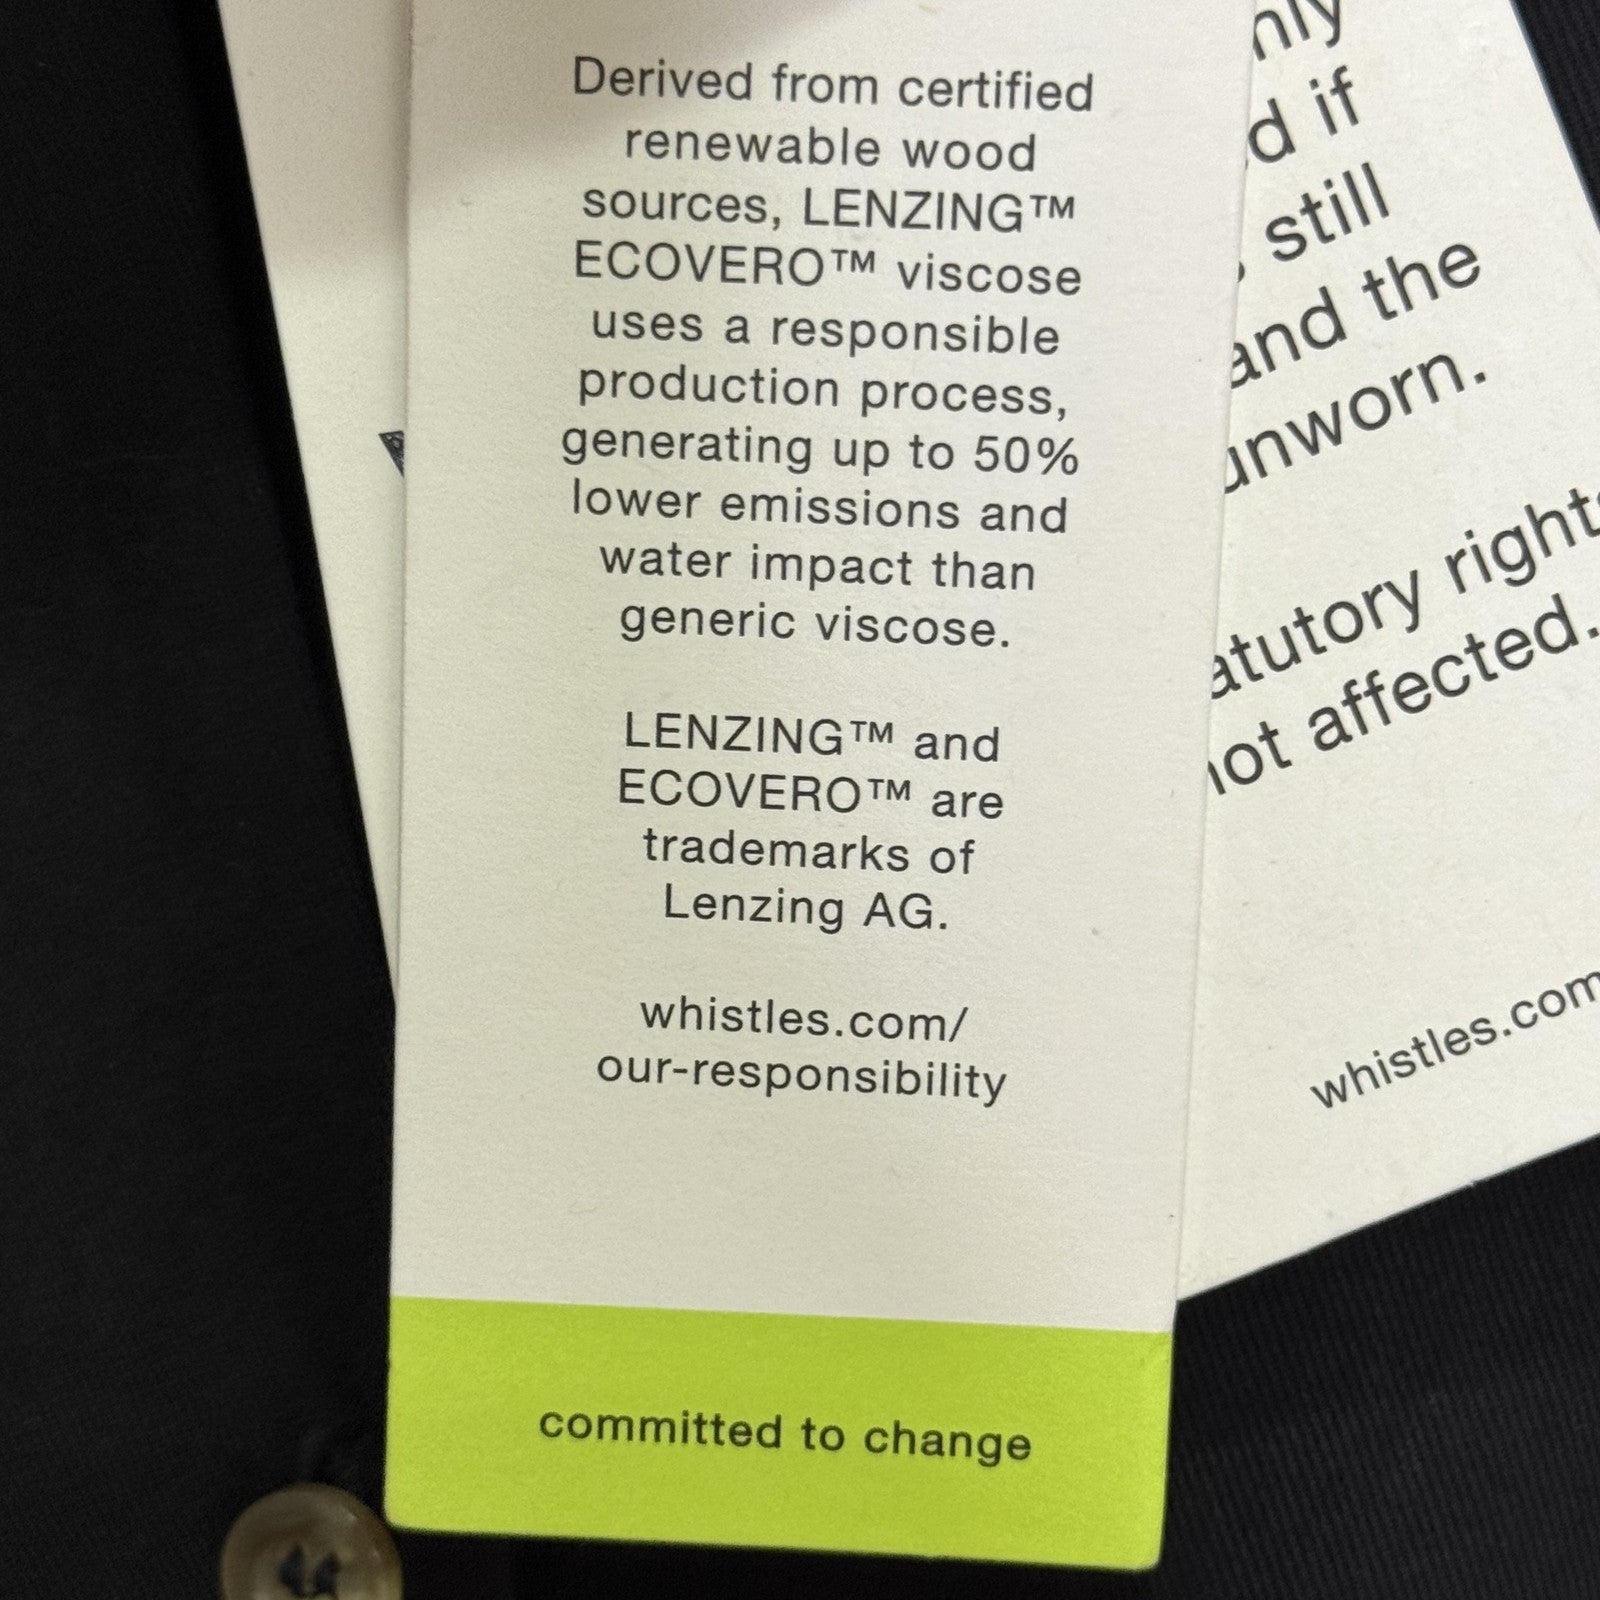 Derived from certified
renewable wood
sources, LENZING™
ECOVERO™ viscose
uses a responsible
production process,
generating up to 50%
lower emissions and
water impact than
generic viscose.
LENZING™ and
ECOVERO™ are
trademarks of
Lenzing AG.
whistles.com/
our-responsibility
committed to change
if
still
and the
unworn.
rights
not affected.
whistles.com